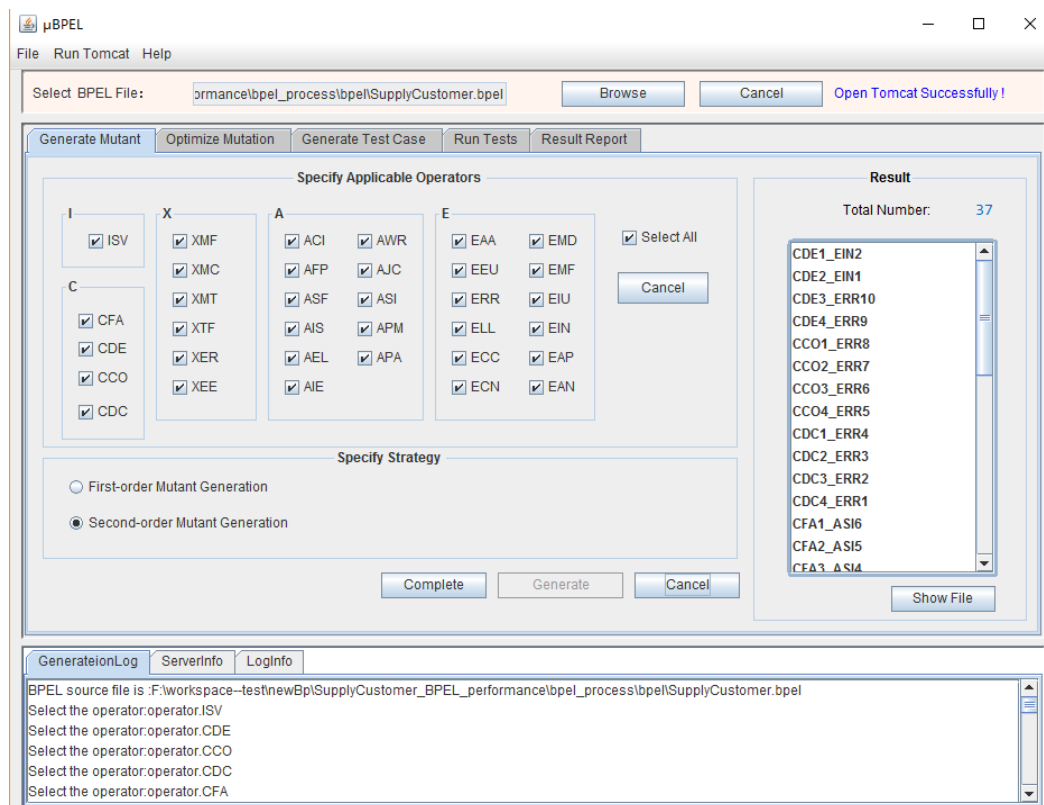 µBPEL
File Run Tomcat Help
Select BPEL File: ormance\bpel_process\bpel\SupplyCustomer.bpel Browse Cancel Open Tomcat Successfully !
Generate Mutant Optimize Mutation Generate Test Case Run Tests Result Report
Specify Applicable Operators
I
ISV
C
CFA
CDE
CCO
CDC
X
XMF
XMC
XMT
XTF
XER
XEE
A
ACI AWR
AFP AJC
ASF ASI
AIS APM
AEL APA
AIE
E
EAA EMD
EEU EMF
ERR EIU
ELL EIN
ECC EAP
ECN EAN
Select All
Cancel
Specify Strategy
First-order Mutant Generation
Second-order Mutant Generation
Complete Generate Cancel
Result
Total Number: 37
CDE1_EIN2
CDE2_EIN1
CDE3_ERR10
CDE4_ERR9
CCO1_ERR8
CCO2_ERR7
CCO3_ERR6
CCO4_ERR5
CDC1_ERR4
CDC2_ERR3
CDC3_ERR2
CDC4_ERR1
CFA1_ASI6
CFA2_ASI5
CFA3_ASI4
Show File
GenerateionLog ServerInfo LogInfo
BPEL source file is :F:\workspace--test\newBp\SupplyCustomer_BPEL_performance\bpel_process\bpel\SupplyCustomer.bpel
Select the operator:operator.ISV
Select the operator:operator.CDE
Select the operator:operator.CCO
Select the operator:operator.CDC
Select the operator:operator.CFA